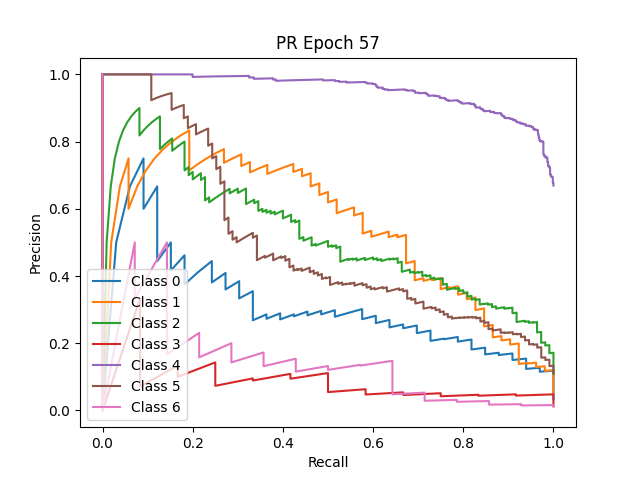 PR Epoch 57
Precision
1.0
0.8
0.6
0.4
0.2
0.0
Class 0
Class 1
Class 2
Class 3
Class 4
Class 5
Class 6
0.0 0.2 0.4 0.6 0.8 1.0
Recall